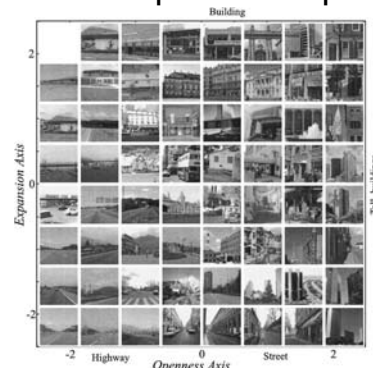 Building
2
Expansion Axis
0
-2
-2
0
2
Highway
Street
Openness Axis